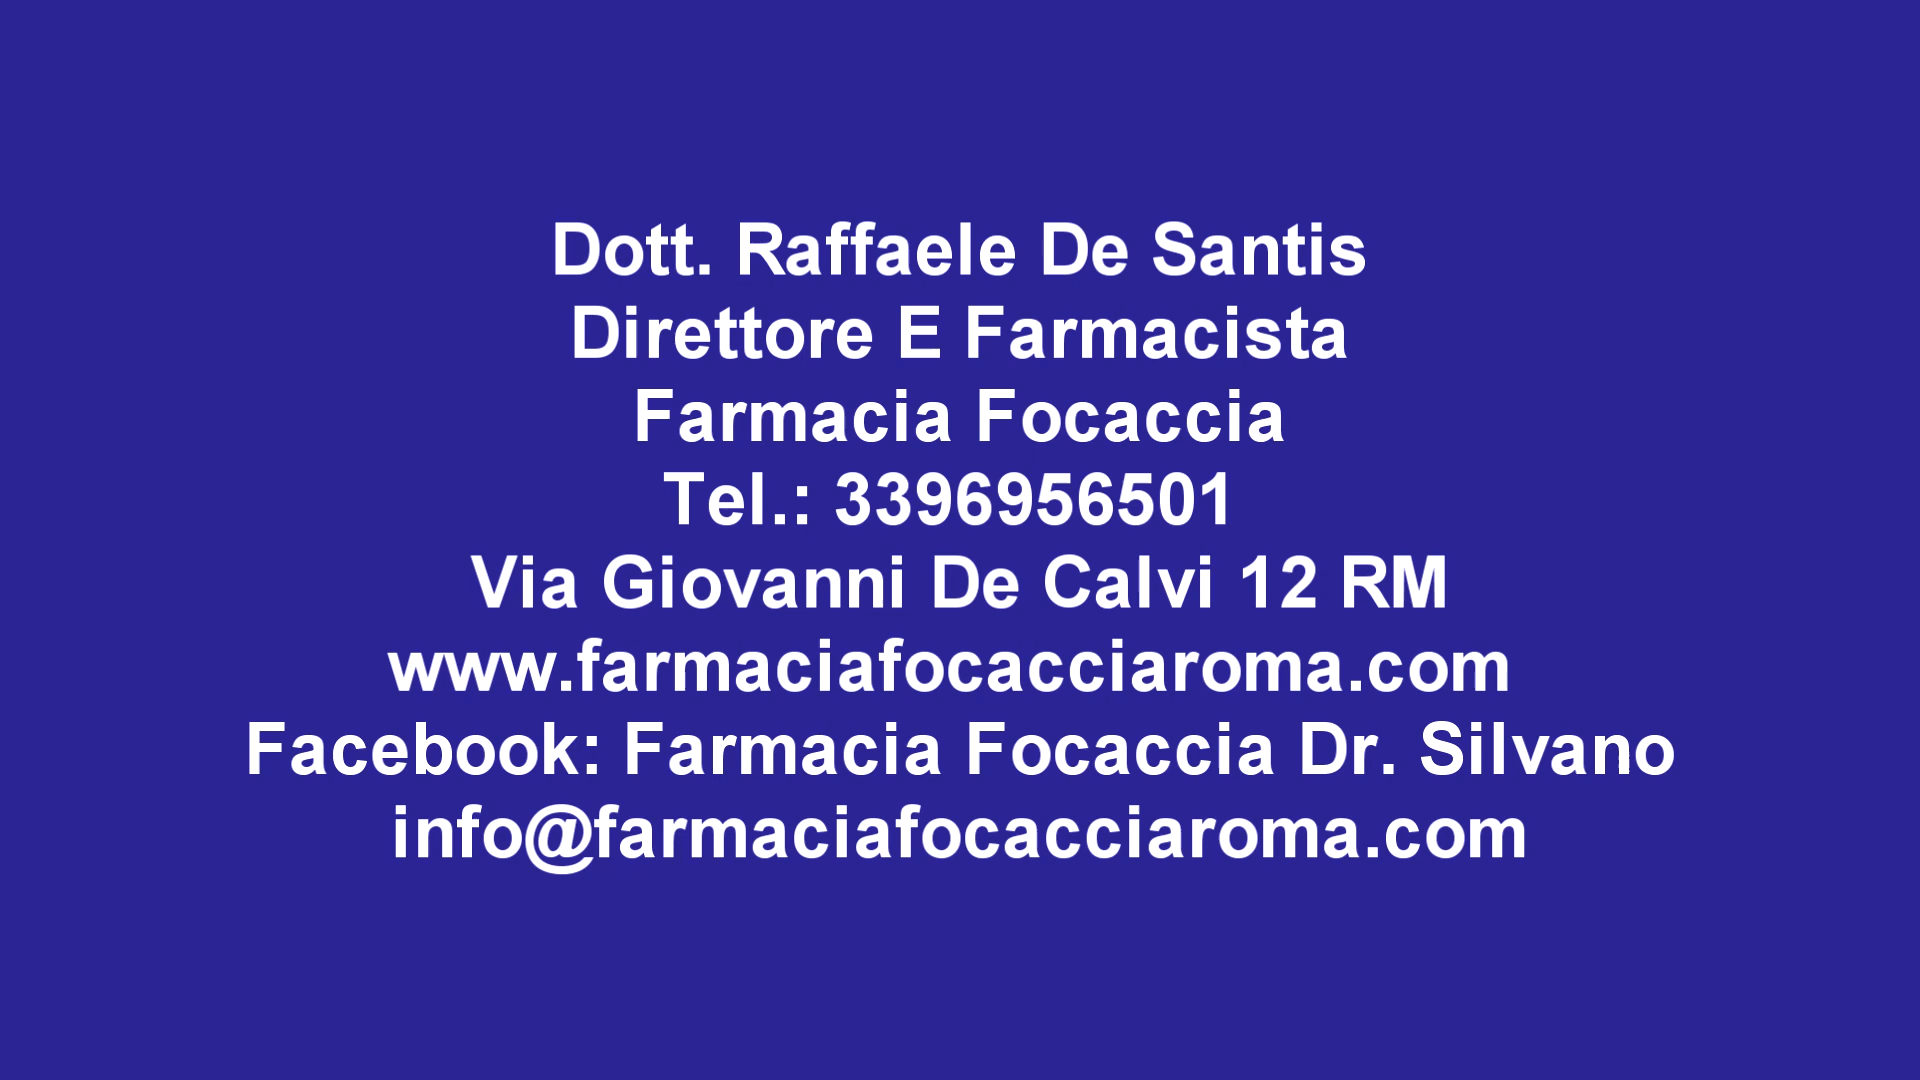 Dott. Raffaele De Santis
Direttore E Farmacista
Farmacia Focaccia
Tel.: 3396956501
Via Giovanni De Calvi 12 RM
www.farmaciafocacciaroma.com
Facebook: Farmacia Focaccia Dr. Silvano
info@farmaciafocacciaroma.com